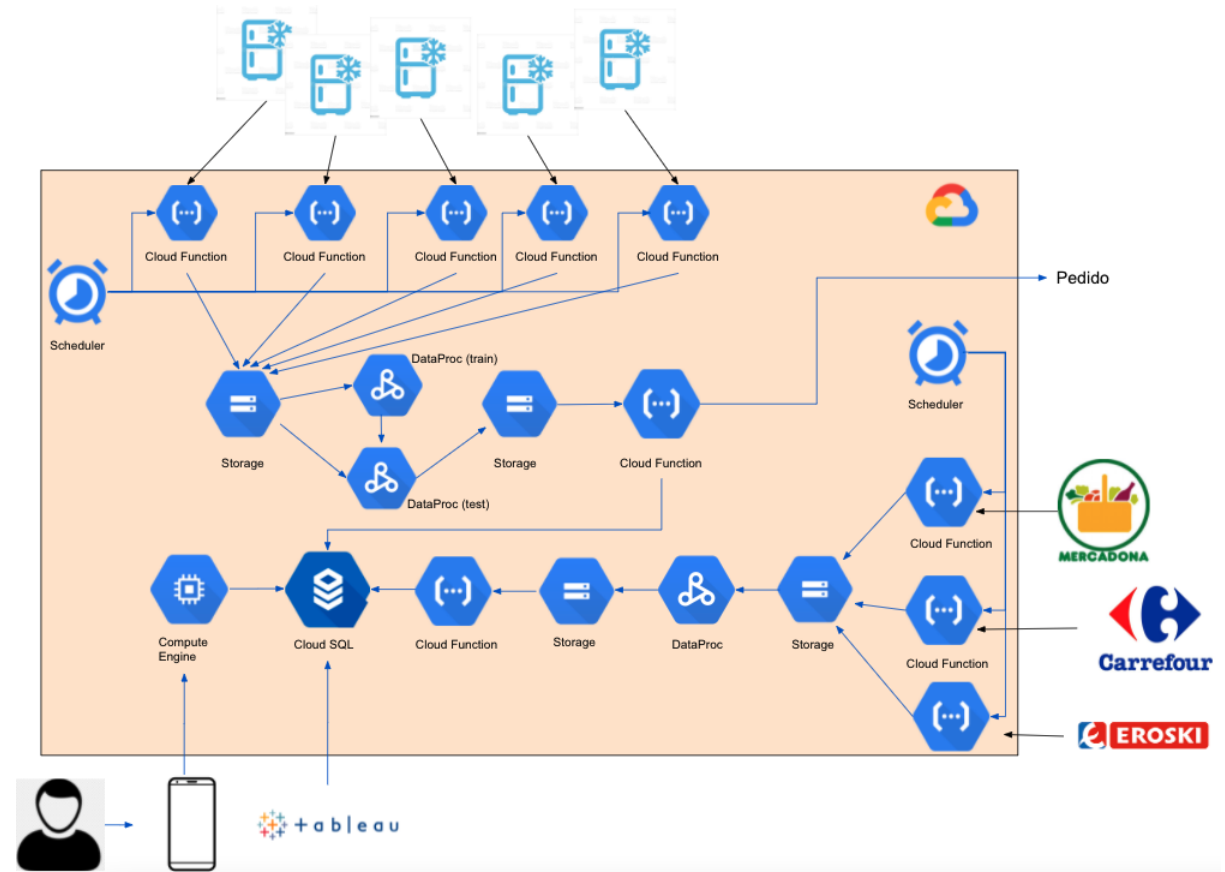 Cloud Function
Cloud Function
Cloud Function
Cloud Function
Cloud Function
Pedido
Scheduler
DataProc (train)
Scheduler
Storage
Storage
Cloud Function
DataProc (test)
Cloud Function
MERCADONA
Compute
Engine
Cloud SQL
Cloud Function
Storage
DataProc
Storage
Cloud Function
Carrefour
EROSKI
+ableau